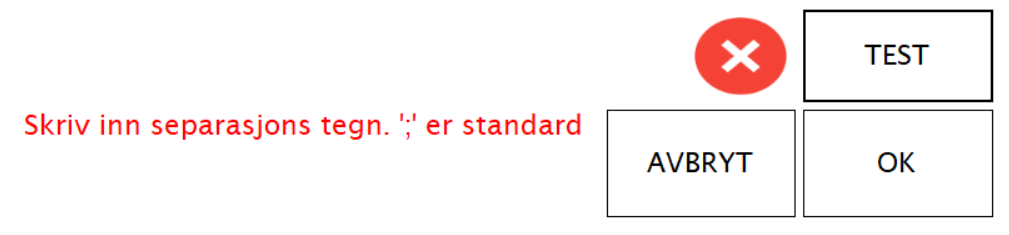 TEST
Skriv inn separasjons tegn. ';' er standard
AVBRYT
OK